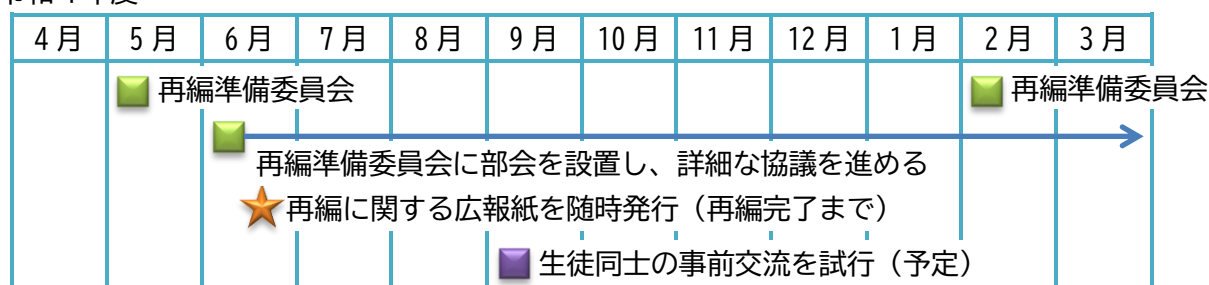 4月 5月 6月 7月 8月 9月 10月 11月 12月 1月 2月 3月
再編準備委員会 再編準備委員会
再編準備委員会に部会を設置し、詳細な協議を進める
再編に関する広報紙を随時発行（再編完了まで）
生徒同士の事前交流を試行（予定）